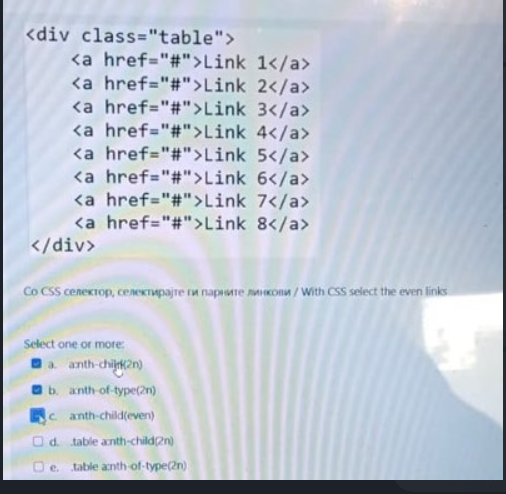 <div class="table">
<a href="#">Link 1</a>
<a href="#">Link 2</a>
<a href="#">Link 3</a>
<a href="#">Link 4</a>
<a href="#">Link 5</a>
<a href="#">Link 6</a>
<a href="#">Link 7</a>
<a href="#">Link 8</a>
</div>
Со CSS селектор, селектирајте ги парните линкови / With CSS select the even links
Select one or more:
a. a:nth-child(2n)
b. a:nth-of-type(2n)
c. a:nth-child(even)
d. .table a:nth-child(2n)
e. .table a:nth-of-type(2n)